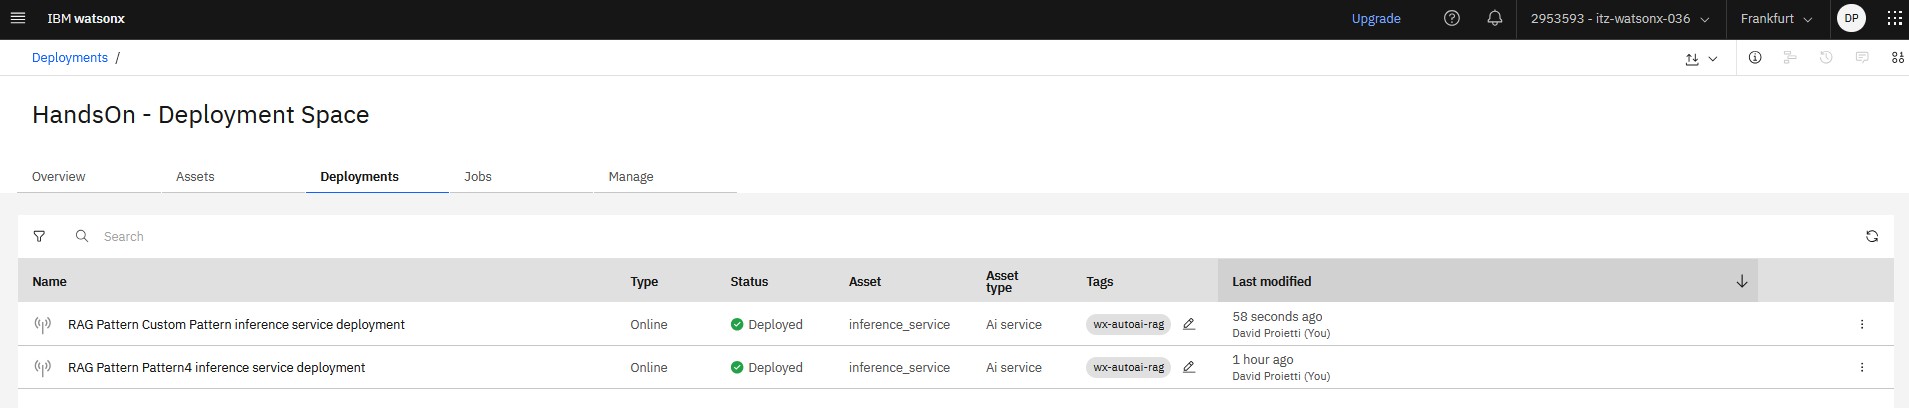 IBM watsonx
Upgrade
2953593 - itz-watsonx-036
Frankfurt
DP
Deployments /
HandsOn - Deployment Space
Overview
Assets
Deployments
Jobs
Manage
Search
Name
Type
Status
Asset
Asset
type
Tags
Last modified
RAG Pattern Custom Pattern inference service deployment
Online
Deployed
inference_service
Ai service
wx-autoai-rag
58 seconds ago
David Proietti (You)
RAG Pattern Pattern4 inference service deployment
Online
Deployed
inference_service
Ai service
wx-autoai-rag
1 hour ago
David Proietti (You)